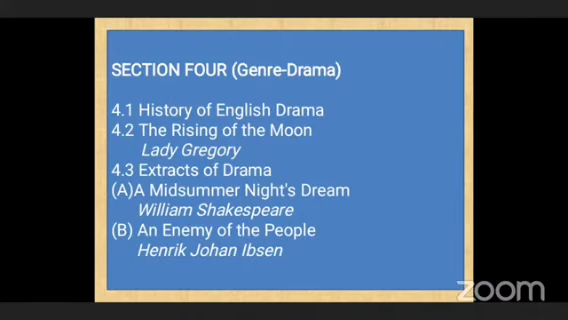 SECTION FOUR (Genre-Drama)
4.1 History of English Drama
4.2 The Rising of the Moon
Lady Gregory
4.3 Extracts of Drama
(A)A Midsummer Night's Dream
William Shakespeare
(B) An Enemy of the People
Henrik Johan Ibsen
zoom